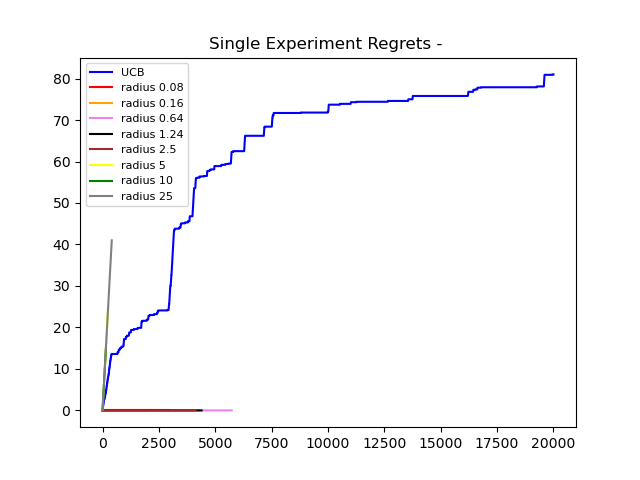 Single Experiment Regrets -
UCB
radius 0.08
radius 0.16
radius 0.64
radius 1.24
radius 2.5
radius 5
radius 10
radius 25
80
70
60
50
40
30
20
10
0
0 2500 5000 7500 10000 12500 15000 17500 20000